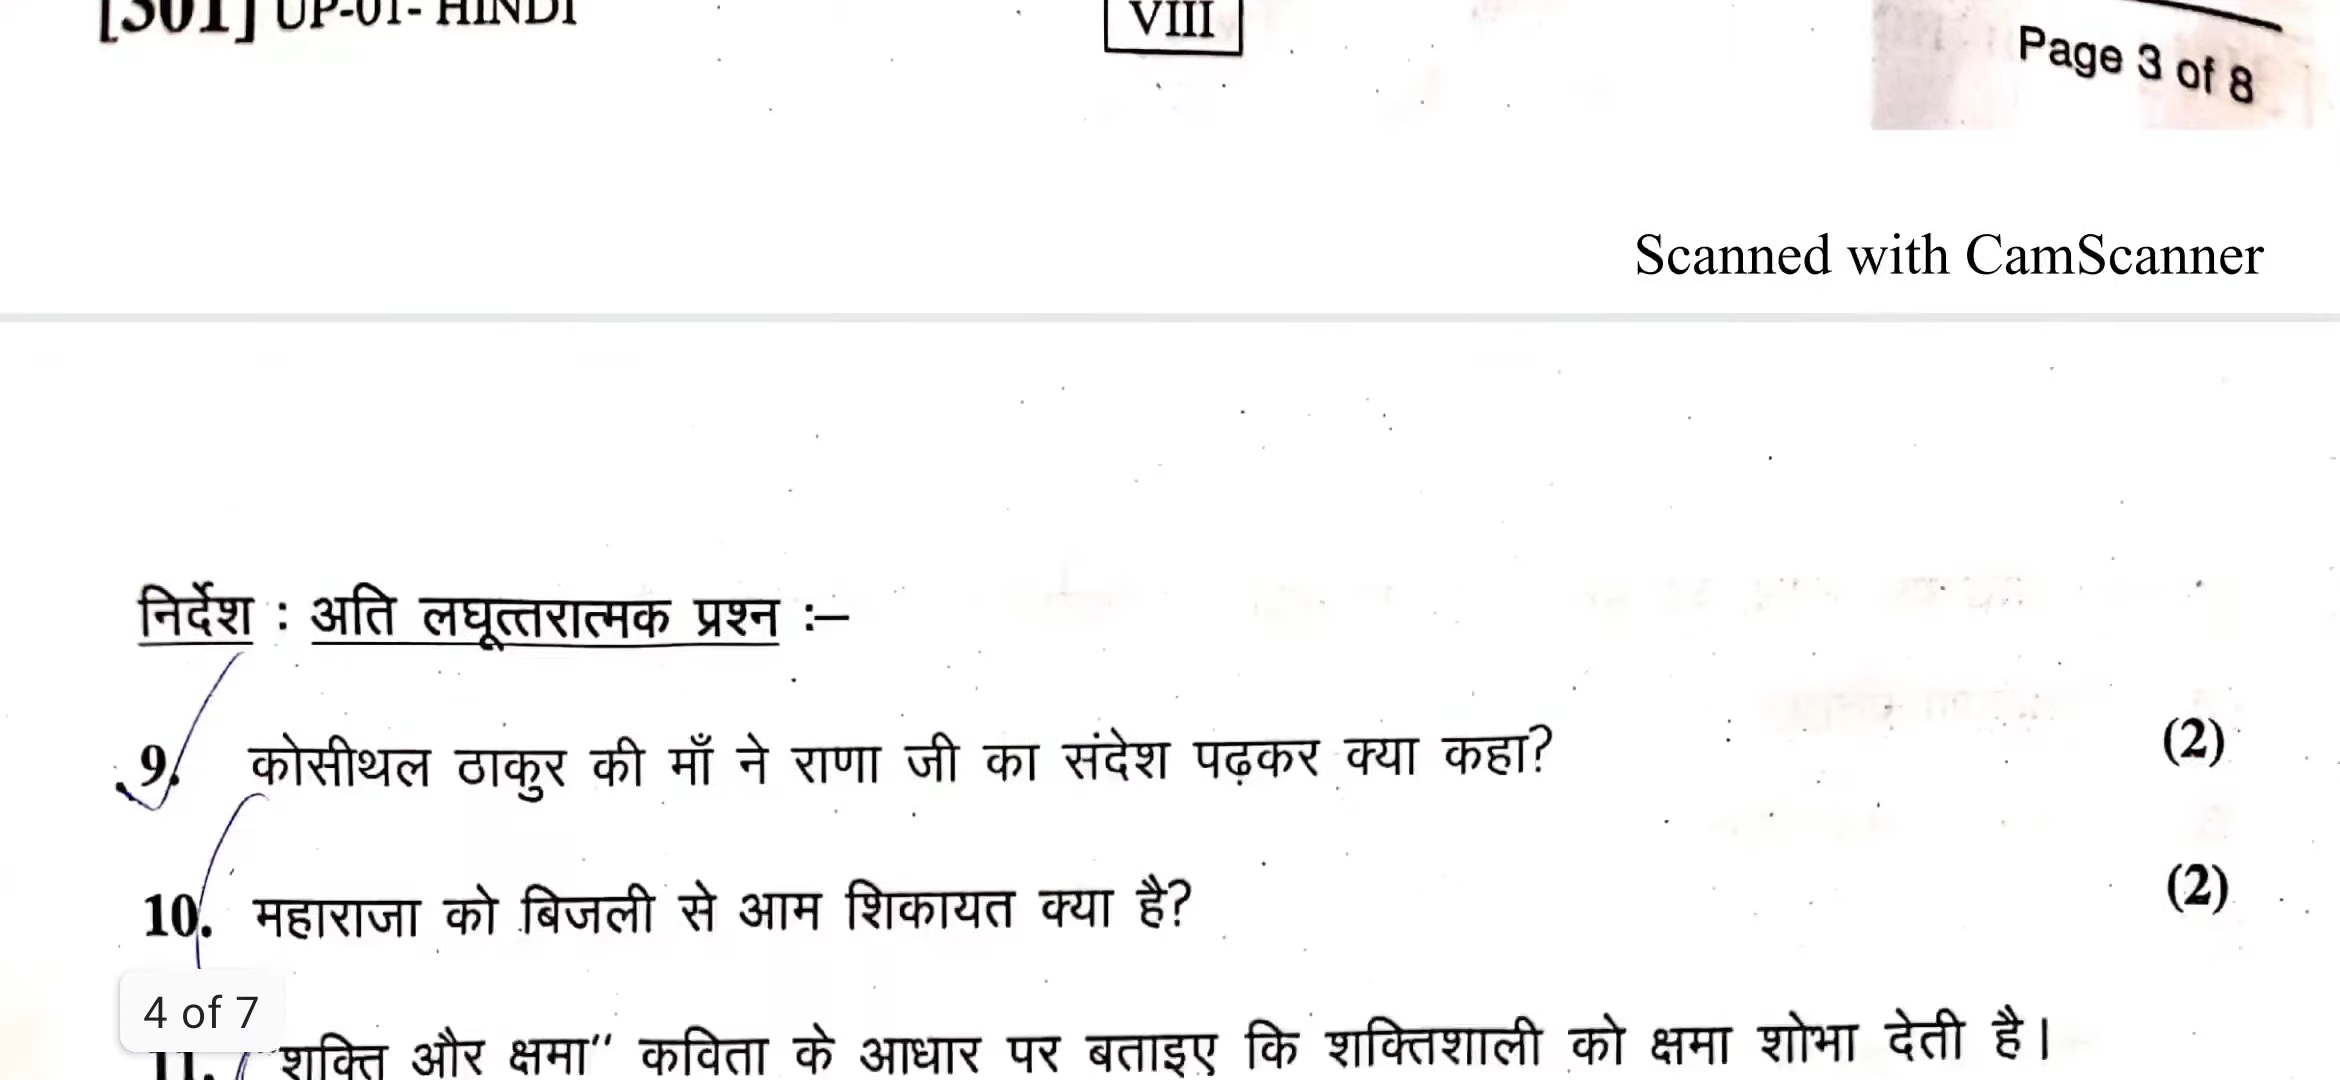 [301] UP-01- HINDI
VIII
Page 3 of 8
Scanned with CamScanner
निर्देश : अति लघूत्तरात्मक प्रश्न :–
9. कोसीथल ठाकुर की माँ ने राणा जी का संदेश पढ़कर क्या कहा? (2)
10. महाराजा को बिजली से आम शिकायत क्या है? (2)
4 of 7
11. शक्ति और क्षमा" कविता के आधार पर बताइए कि शक्तिशाली को क्षमा शोभा देती है।